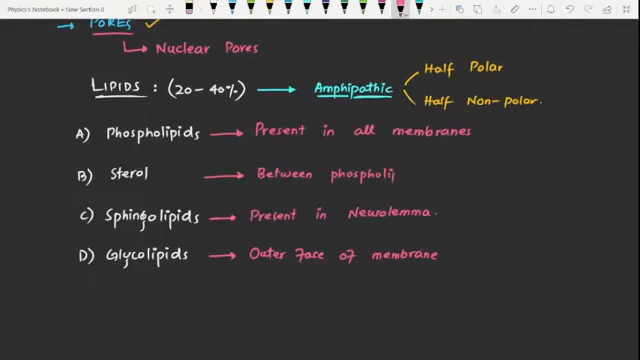 Physics's Notebook » New Section 8
→ PORES ✓
↳ Nuclear Pores
LIPIDS : (20-40%) → Amphipathic
Half Polar
Half Non-polar.
A) Phospholipids → Present in all membranes
B) Sterol → Between phospholip
C) Sphingolipids → Present in Neurolemma.
D) Glycolipids → Outer face of membrane